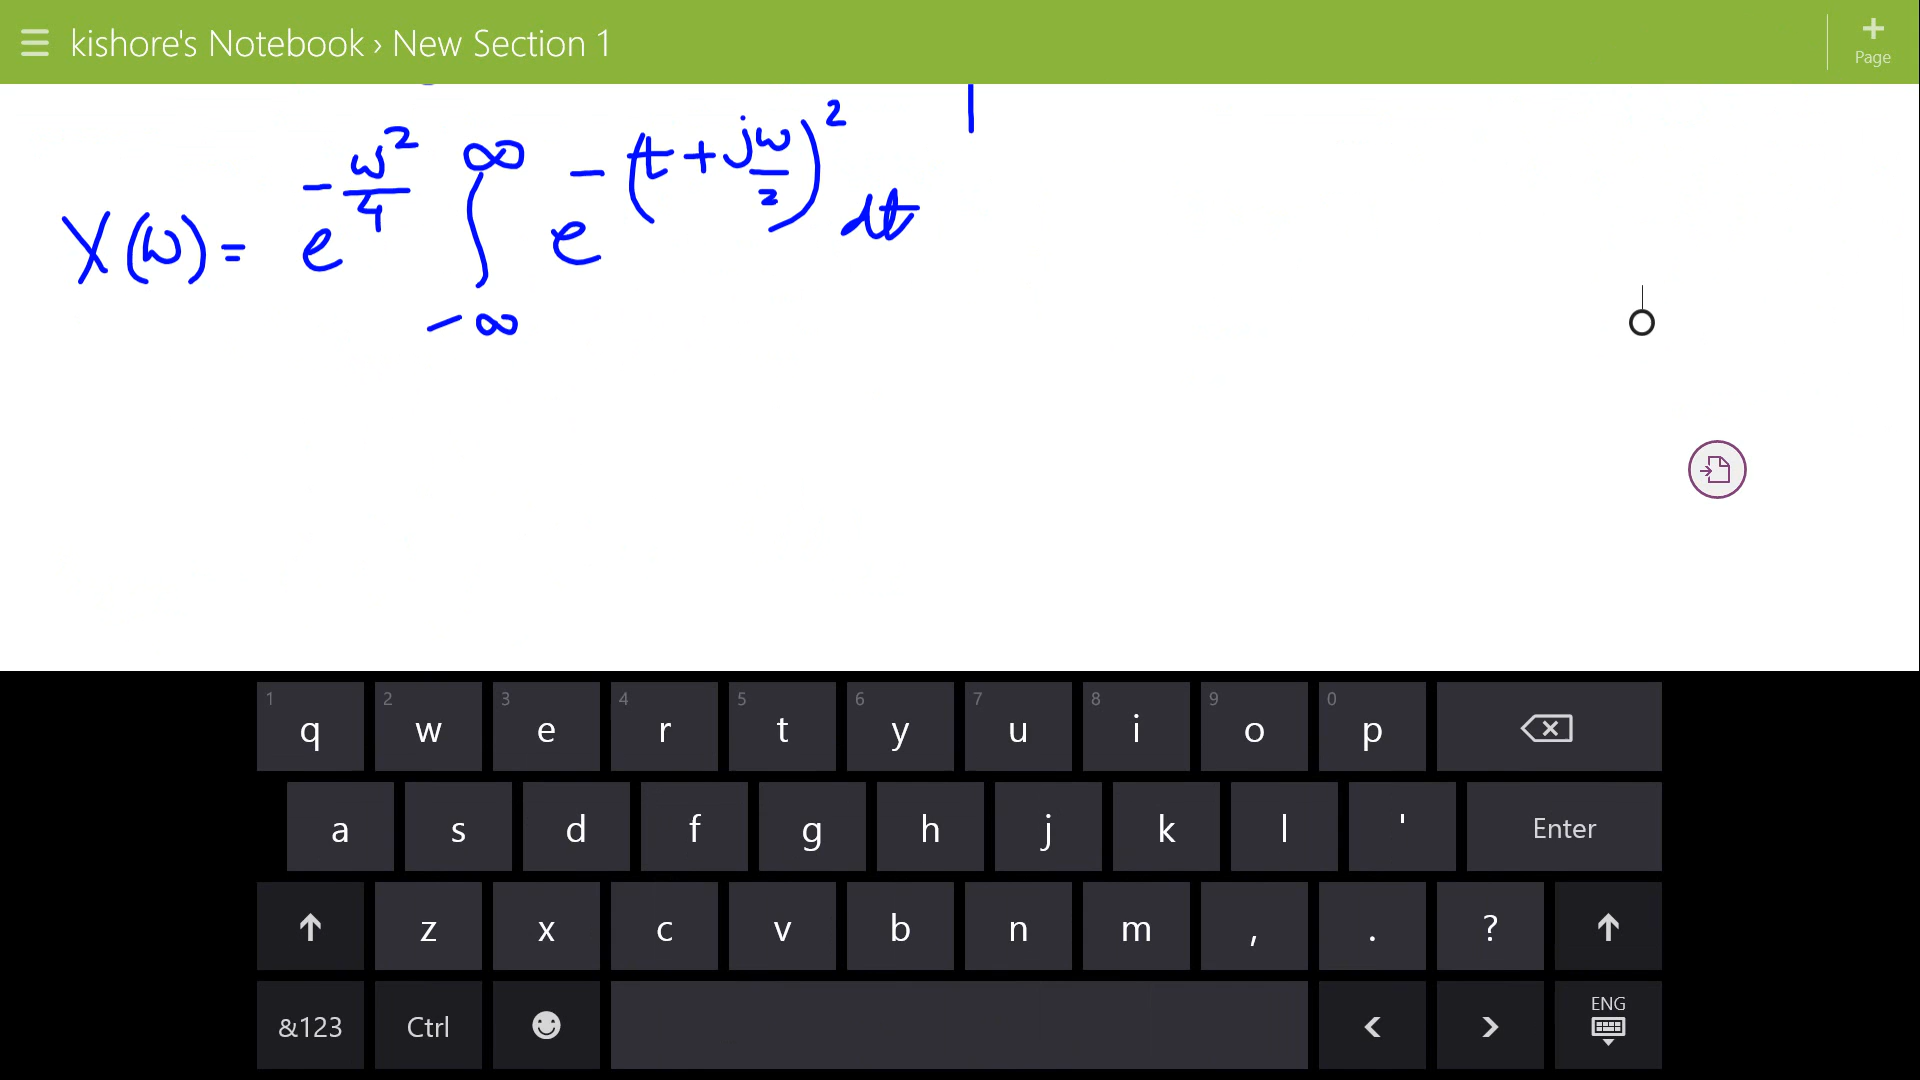 kishore's Notebook › New Section 1
+ Page
X(ω) = e^{-ω²/4} ∫_{-∞}^{∞} e^{-(t + jω/2)²} dt
1 q 2 w 3 e 4 r 5 t 6 y 7 u 8 i 9 o 0 p
a s d f g h j k l ' Enter
z x c v b n m , . ?
&123 Ctrl < > ENG